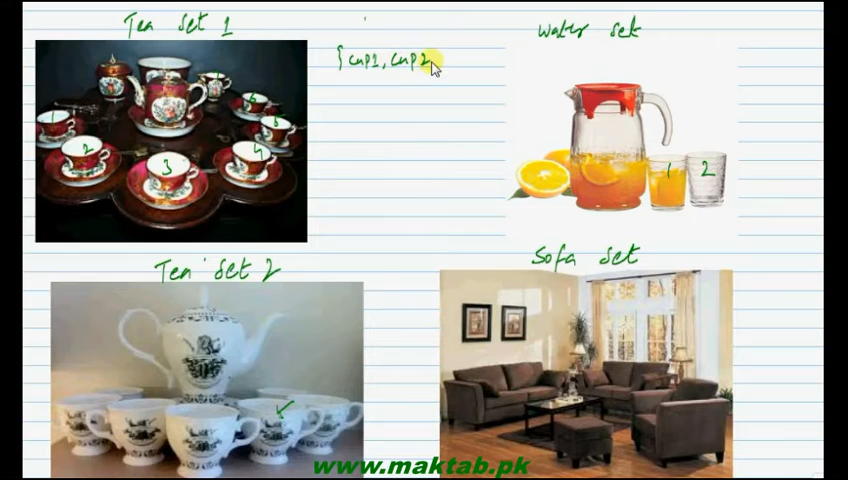 Tea set 1
water set
{cup1, cup2,
1
2
3
4
5
6
1
2
Tea set 2
Sofa set
www.maktab.pk